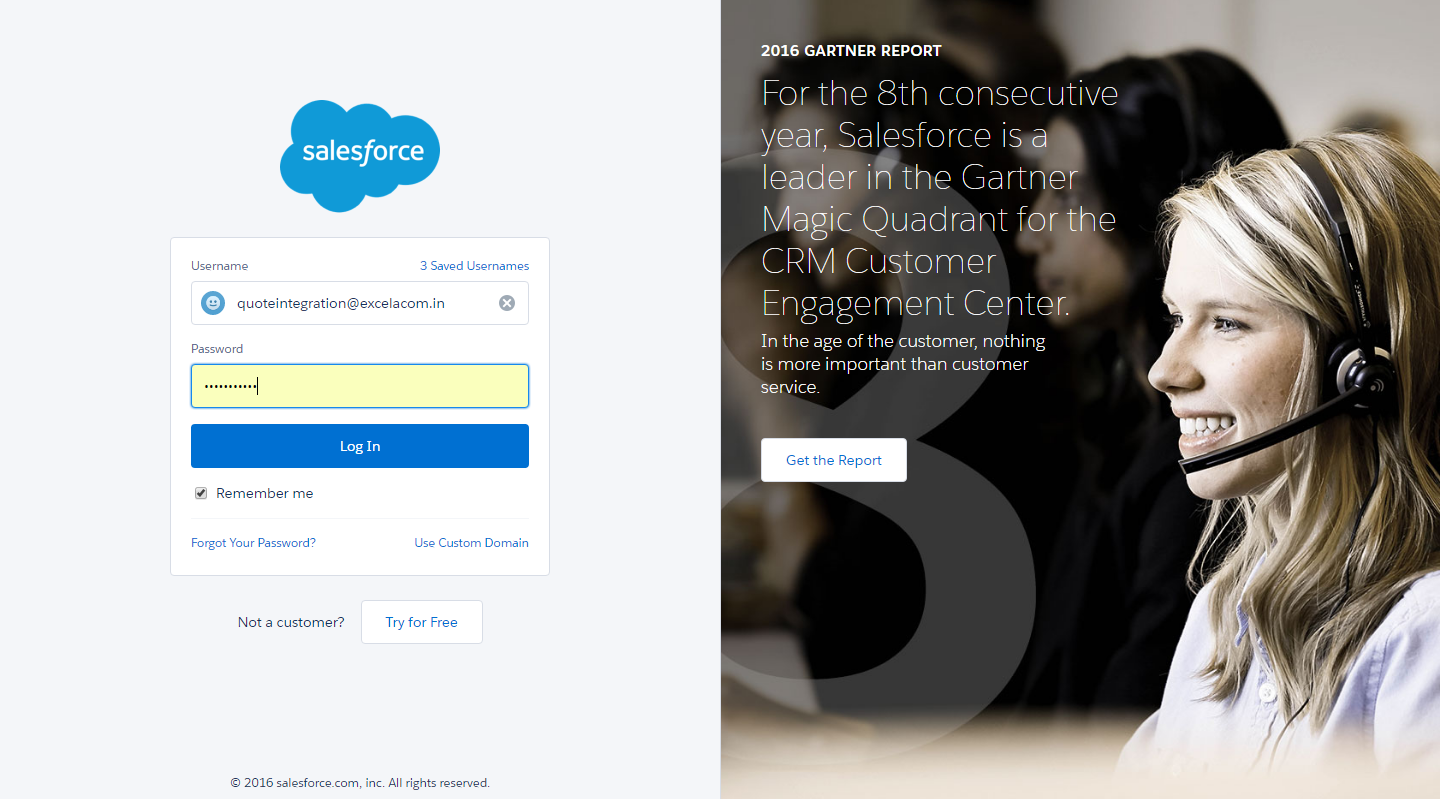 salesforce
Username
3 Saved Usernames
quoteintegration@excelacom.in
Password
•••••••••••
Log In
Remember me
Forgot Your Password?
Use Custom Domain
Not a customer?
Try for Free
© 2016 salesforce.com, inc. All rights reserved.
2016 GARTNER REPORT
For the 8th consecutive
year, Salesforce is a
leader in the Gartner
Magic Quadrant for the
CRM Customer
Engagement Center.
In the age of the customer, nothing
is more important than customer
service.
Get the Report
8